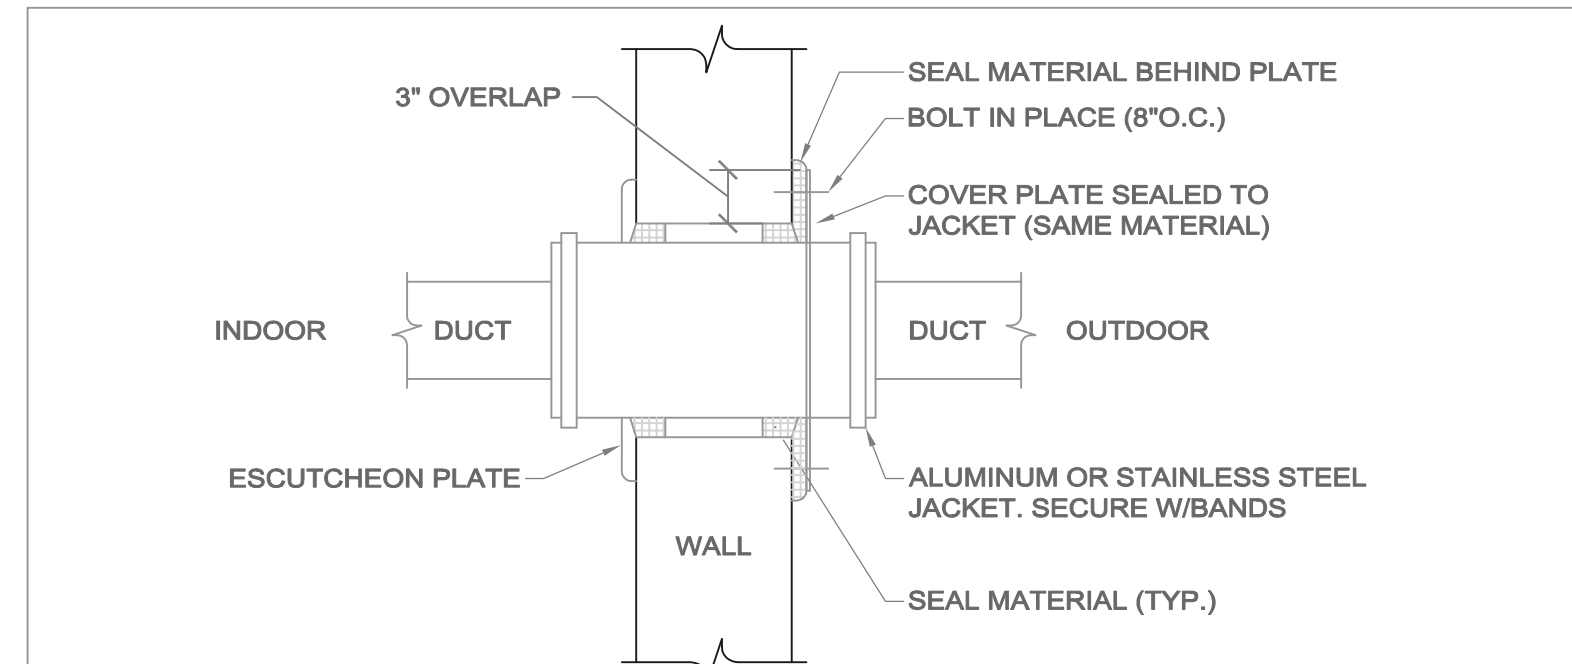 SEAL MATERIAL BEHIND PLATE
3" OVERLAP
BOLT IN PLACE (8"O.C.)
COVER PLATE SEALED TO
JACKET (SAME MATERIAL)
INDOOR
DUCT
DUCT
OUTDOOR
ESCUTCHEON PLATE
ALUMINUM OR STAINLESS STEEL
JACKET. SECURE W/BANDS
WALL
SEAL MATERIAL (TYP.)